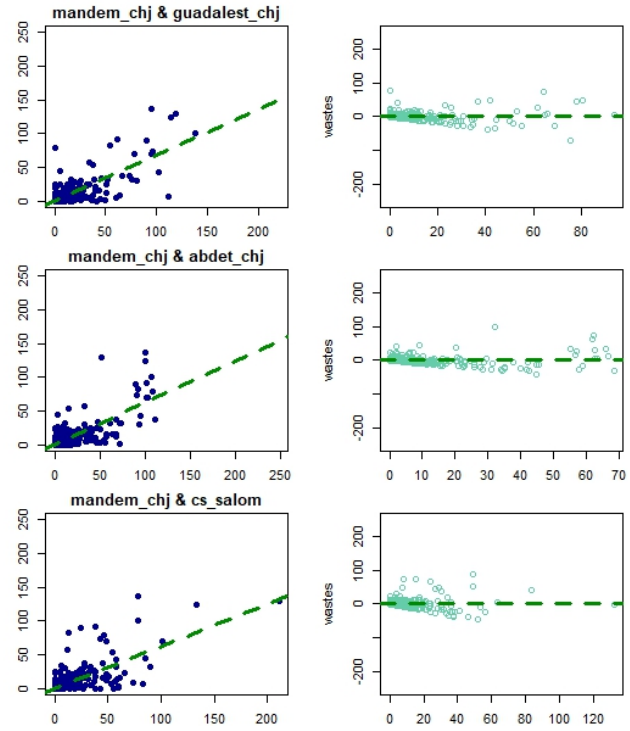 mandem_chj & guadalest_chj
0 50 100 150 200 250
0 50 100 150 200
wastes
-200 0 100 200
0 20 40 60 80
mandem_chj & abdet_chj
0 50 100 150 200 250
0 50 100 150 200 250
wastes
-200 0 100 200
0 10 20 30 40 50 60 70
mandem_chj & cs_salom
0 50 100 150 200 250
0 50 100 150 200
wastes
-200 0 100 200
0 20 40 60 80 100 120